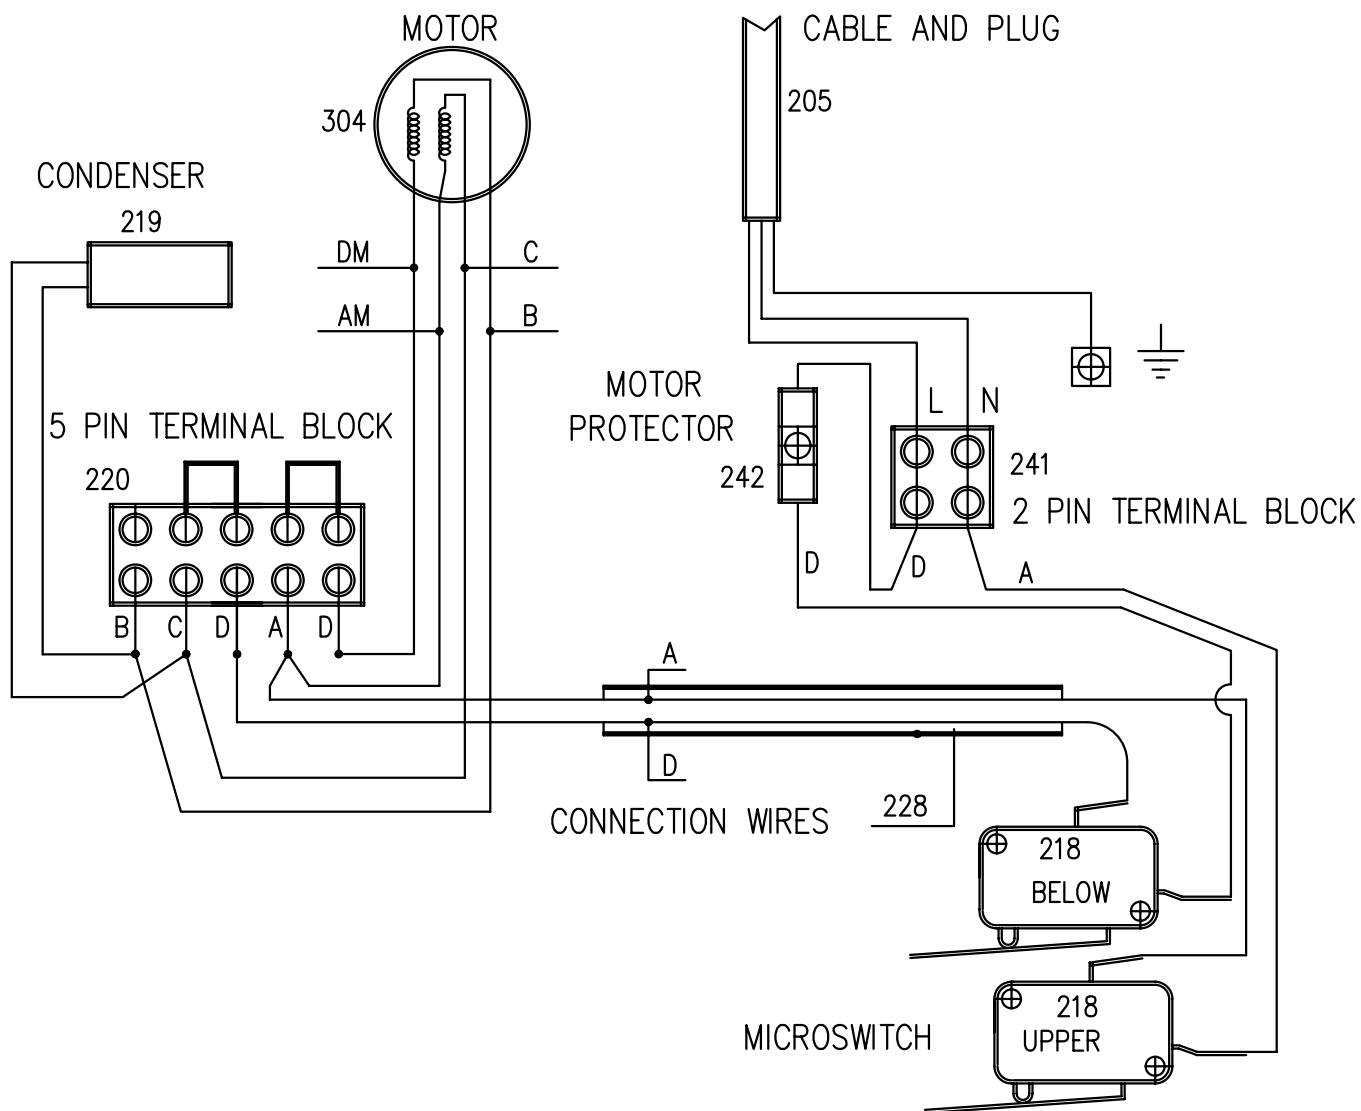 MOTOR
CABLE AND PLUG
304
205
CONDENSER
219
DM
C
AM
B
MOTOR
PROTECTOR
242
L
N
5 PIN TERMINAL BLOCK
220
241
2 PIN TERMINAL BLOCK
D
D
A
B
C
D
A
D
A
D
CONNECTION WIRES
228
218
BELOW
MICROSWITCH
218
UPPER